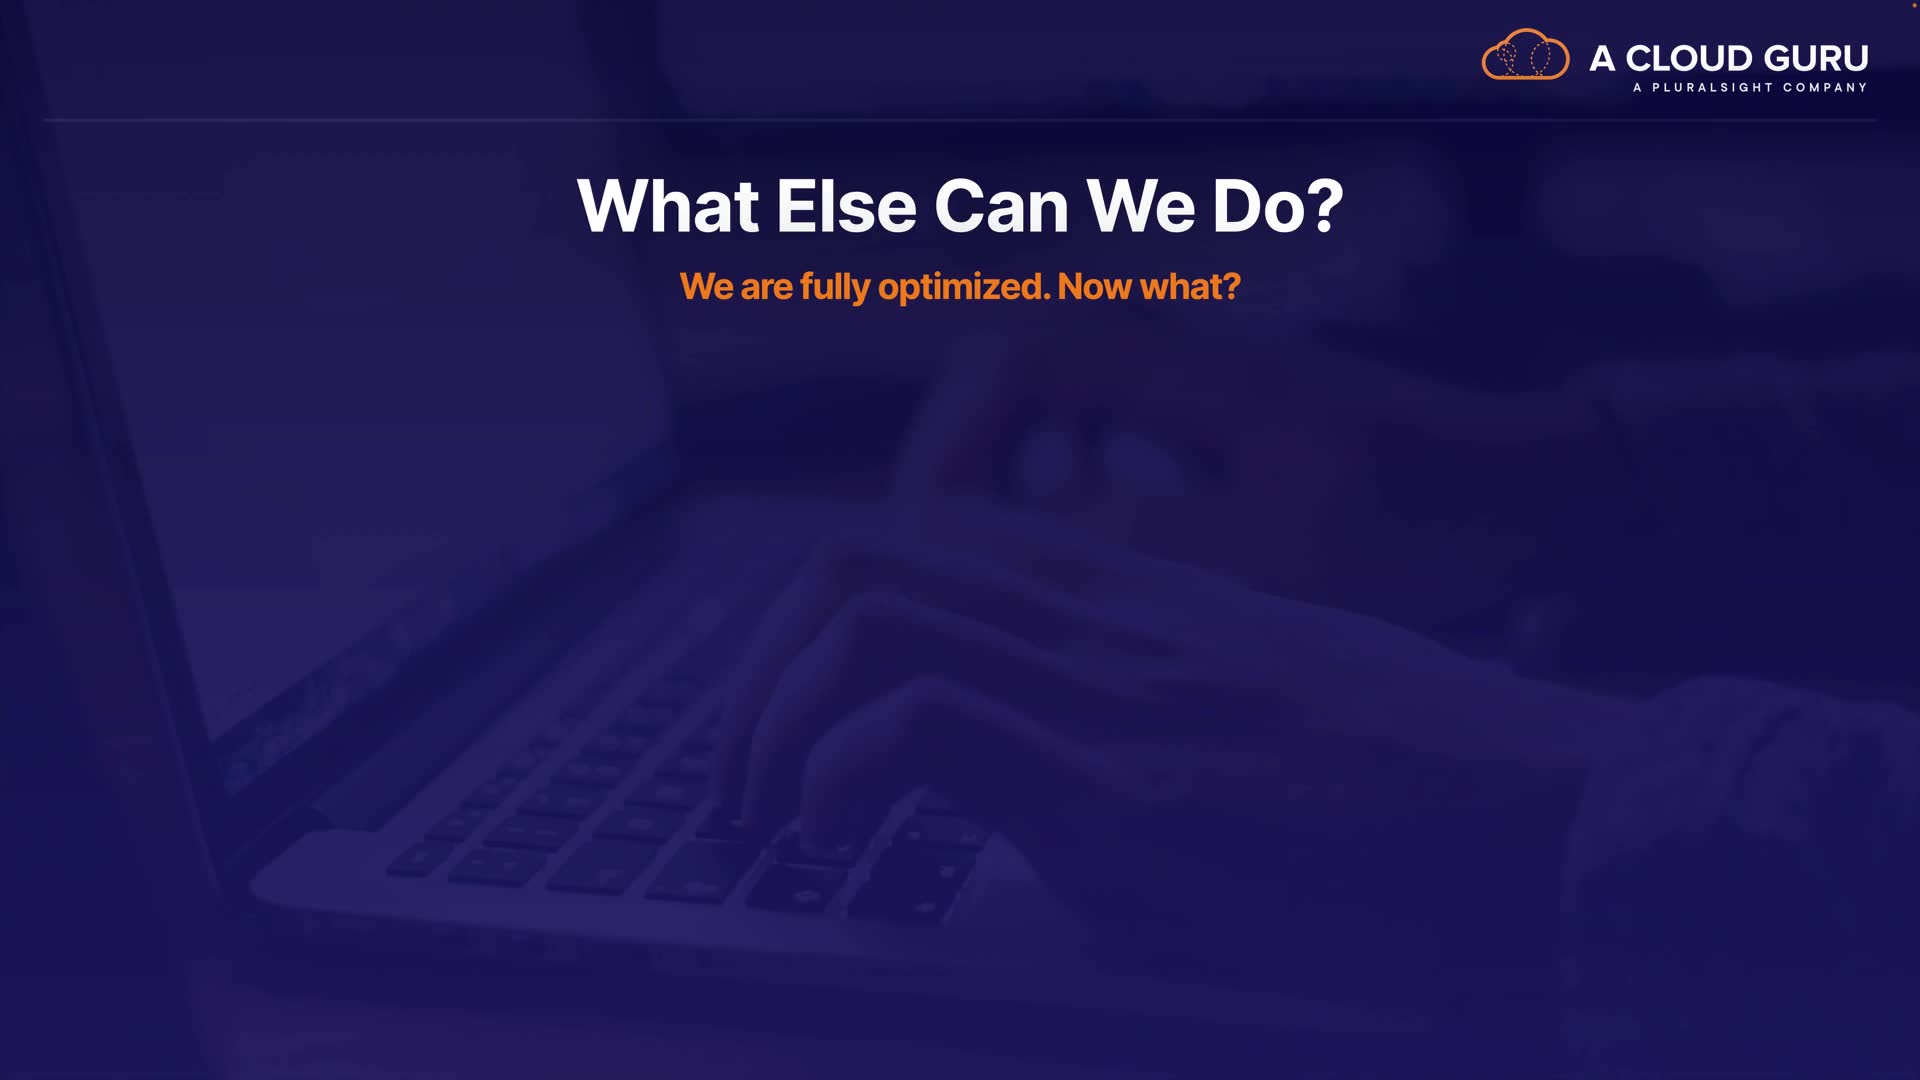 A CLOUD GURU
A PLURALSIGHT COMPANY
What Else Can We Do?
We are fully optimized. Now what?